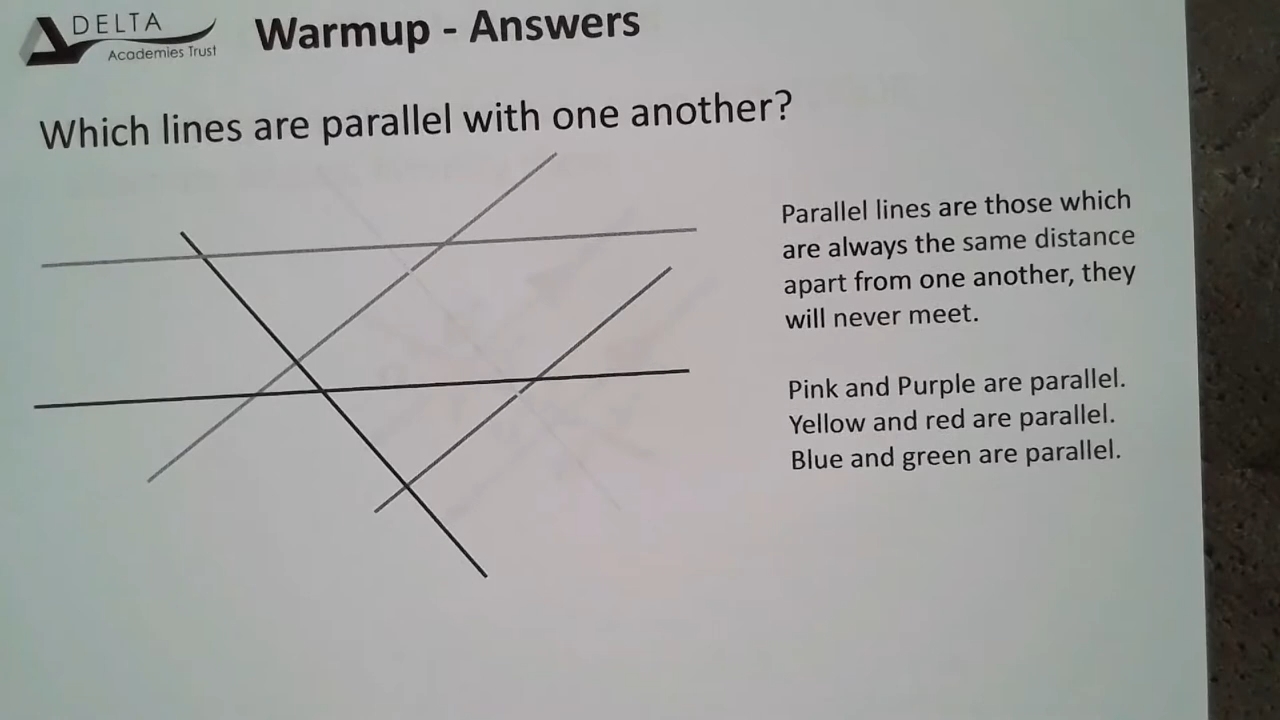 DELTA
Academies Trust
Warmup - Answers
Which lines are parallel with one another?
Parallel lines are those which
are always the same distance
apart from one another, they
will never meet.
Pink and Purple are parallel.
Yellow and red are parallel.
Blue and green are parallel.